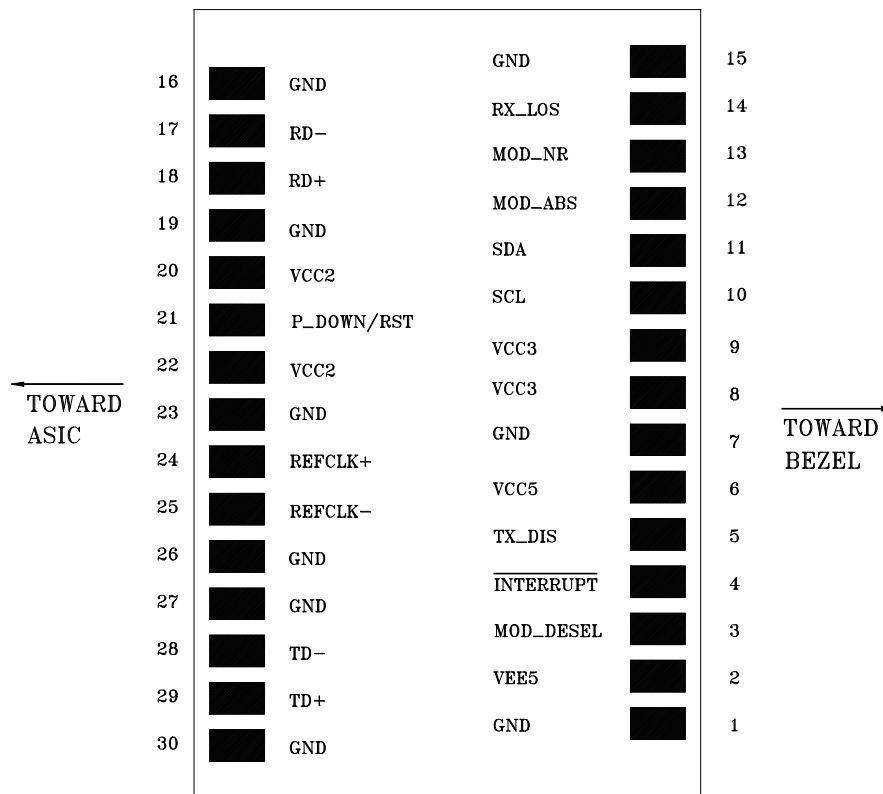 15 GND
16 GND
14 RX_LOS
17 RD-
13 MOD_NR
18 RD+
12 MOD_ABS
19 GND
11 SDA
20 VCC2
10 SCL
21 P_DOWN/RST
9 VCC3
22 VCC2
8 VCC3
TOWARD
ASIC
23 GND
7 GND
TOWARD
BEZEL
24 REFCLK+
6 VCC5
25 REFCLK-
5 TX_DIS
26 GND
4 INTERRUPT
27 GND
3 MOD_DESEL
28 TD-
2 VEE5
29 TD+
1 GND
30 GND